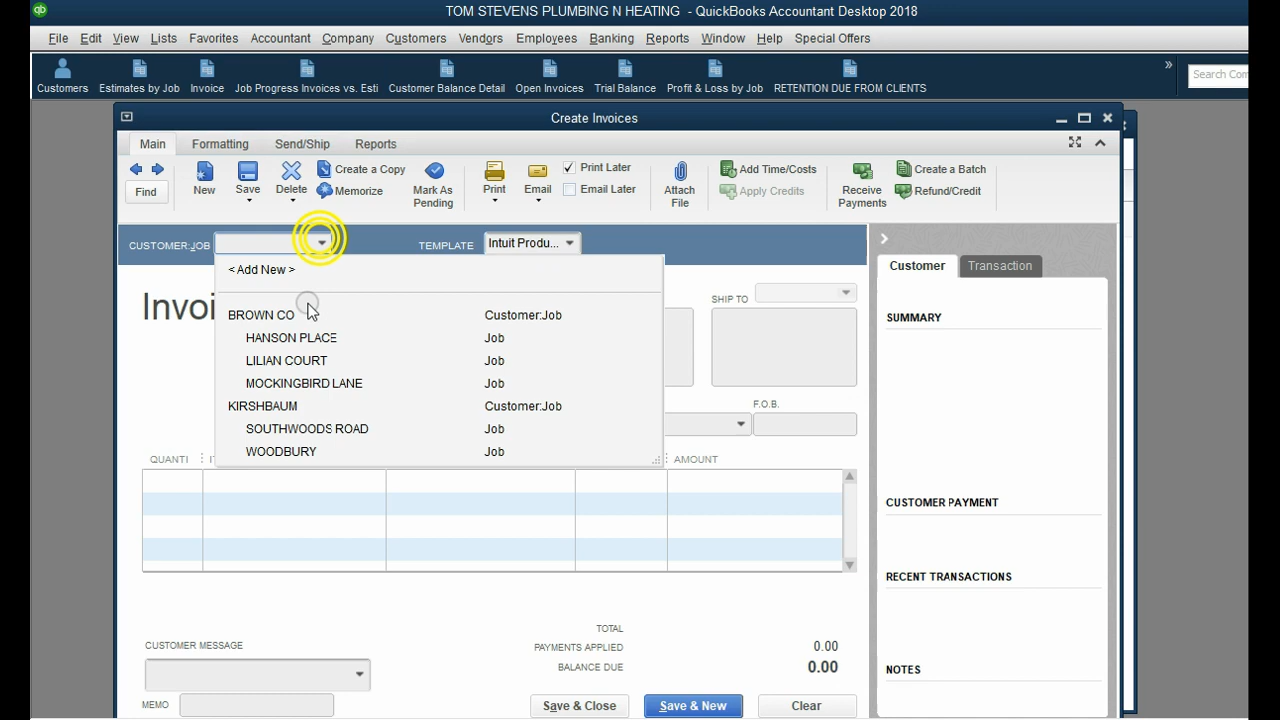 TOM STEVENS PLUMBING N HEATING - QuickBooks Accountant Desktop 2018
File Edit View Lists Favorites Accountant Company Customers Vendors Employees Banking Reports Window Help Special Offers
Customers Estimates by Job Invoice Job Progress Invoices vs. Esti Customer Balance Detail Open Invoices Trial Balance Profit & Loss by Job RETENTION DUE FROM CLIENTS » Search Com
Create Invoices
Main Formatting Send/Ship Reports
Find New Save Delete Create a Copy Memorize Mark As Pending Print Email Print Later Email Later Attach File Add Time/Costs Apply Credits Receive Payments Create a Batch Refund/Credit
CUSTOMER:JOB TEMPLATE Intuit Produ...
Customer Transaction
< Add New >
Invoi SHIP TO
BROWN CO Customer:Job
SUMMARY
HANSON PLACE Job
LILIAN COURT Job
MOCKINGBIRD LANE Job
KIRSHBAUM Customer:Job
F.O.B.
SOUTHWOODS ROAD Job
WOODBURY Job
QUANTI AMOUNT
CUSTOMER PAYMENT
RECENT TRANSACTIONS
TOTAL
CUSTOMER MESSAGE PAYMENTS APPLIED 0.00
BALANCE DUE 0.00
NOTES
MEMO Save & Close Save & New Clear